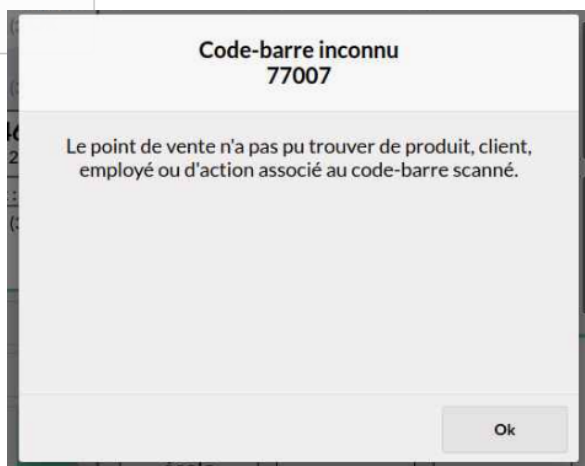 Code-barre inconnu
77007
Le point de vente n'a pas pu trouver de produit, client,
employé ou d'action associé au code-barre scanné.
Ok